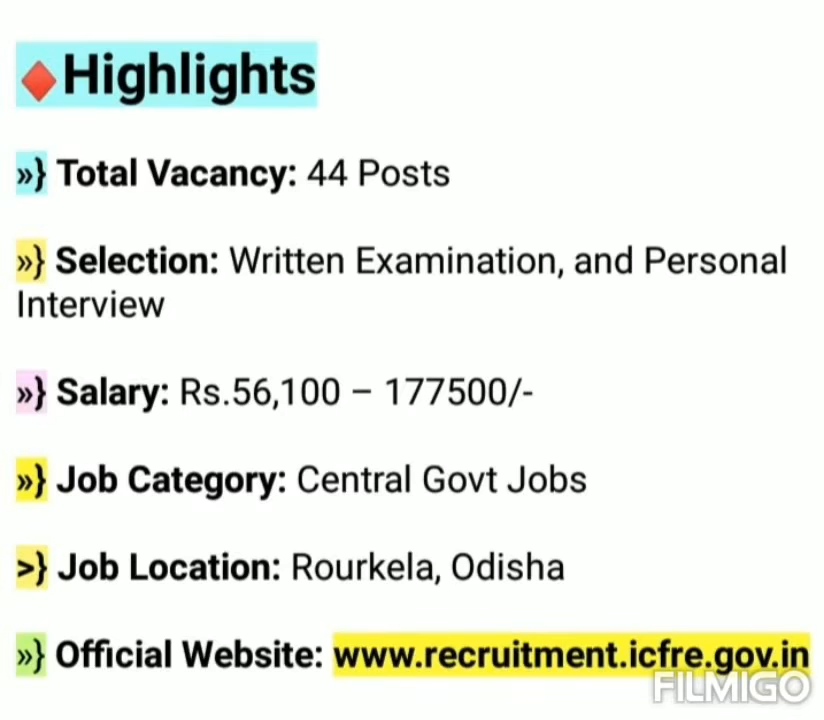 ♦Highlights
»} Total Vacancy: 44 Posts
»} Selection: Written Examination, and Personal
Interview
»} Salary: Rs.56,100 – 177500/-
»} Job Category: Central Govt Jobs
>} Job Location: Rourkela, Odisha
»} Official Website: www.recruitment.icfre.gov.in
FILMIGO